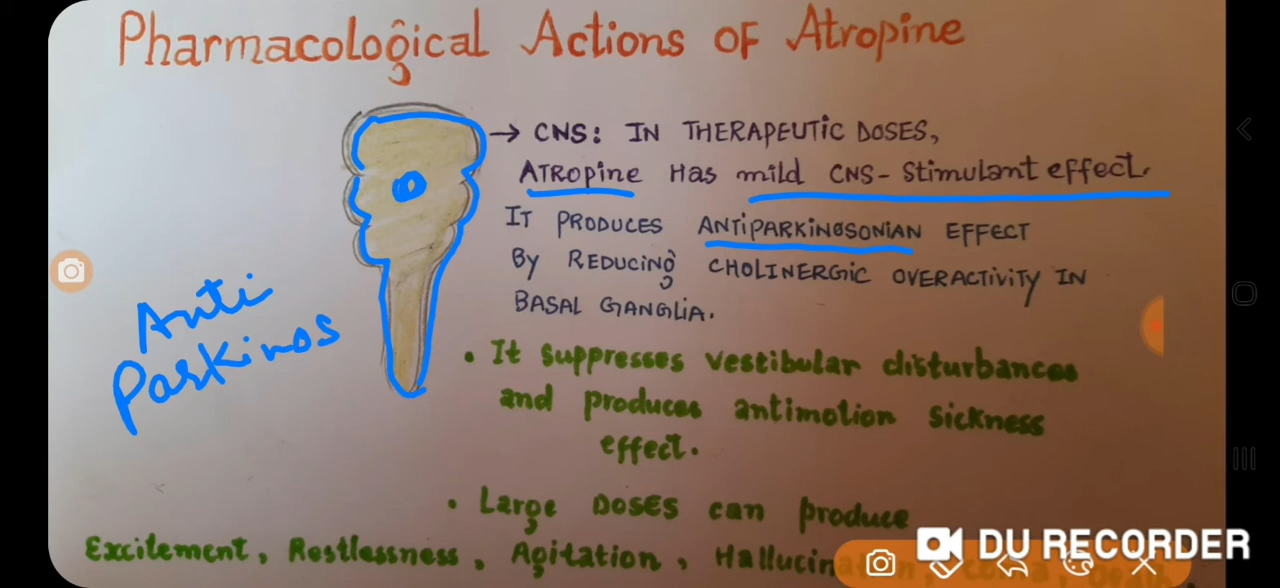 Pharmacological Actions of Atropine
→ CNS: IN THERAPEUTIC DOSES,
ATROPINE HAS mild CNS-Stimulant effect.
IT PRODUCES ANTIPARKINOSONIAN EFFECT
BY REDUCING CHOLINERGIC OVERACTIVITY IN
BASAL GANGLIA.
Anti
Parkinos
• It suppresses vestibular disturbances
and produces antimotion sickness
effect.
• Large Doses can produce
Excitement, Restlessness, Agitation,
DU RECORDER